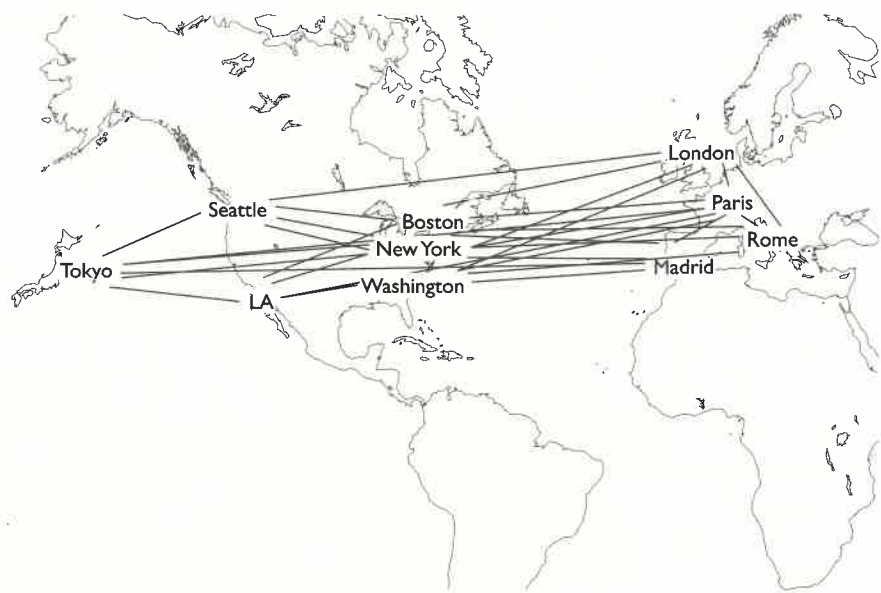 London
Paris
Seattle
Boston
Rome
New York
Tokyo
Madrid
Washington
LA